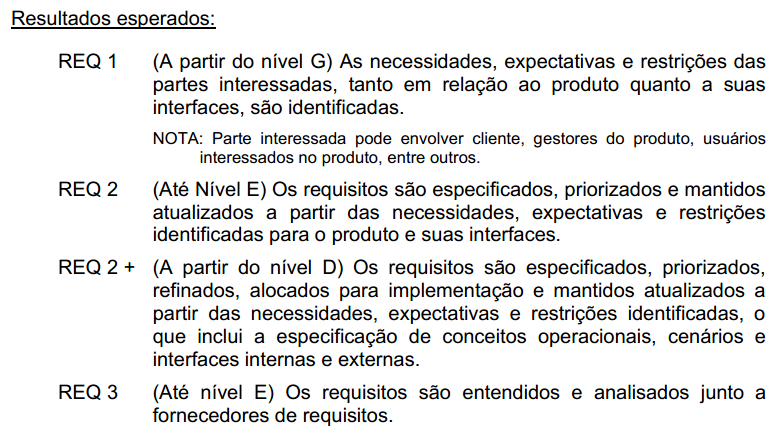 Resultados esperados:
REQ 1 (A partir do nível G) As necessidades, expectativas e restrições das
partes interessadas, tanto em relação ao produto quanto a suas
interfaces, são identificadas.
NOTA: Parte interessada pode envolver cliente, gestores do produto, usuários
interessados no produto, entre outros.
REQ 2 (Até Nível E) Os requisitos são especificados, priorizados e mantidos
atualizados a partir das necessidades, expectativas e restrições
identificadas para o produto e suas interfaces.
REQ 2 + (A partir do nível D) Os requisitos são especificados, priorizados,
refinados, alocados para implementação e mantidos atualizados a
partir das necessidades, expectativas e restrições identificadas, o
que inclui a especificação de conceitos operacionais, cenários e
interfaces internas e externas.
REQ 3 (Até nível E) Os requisitos são entendidos e analisados junto a
fornecedores de requisitos.